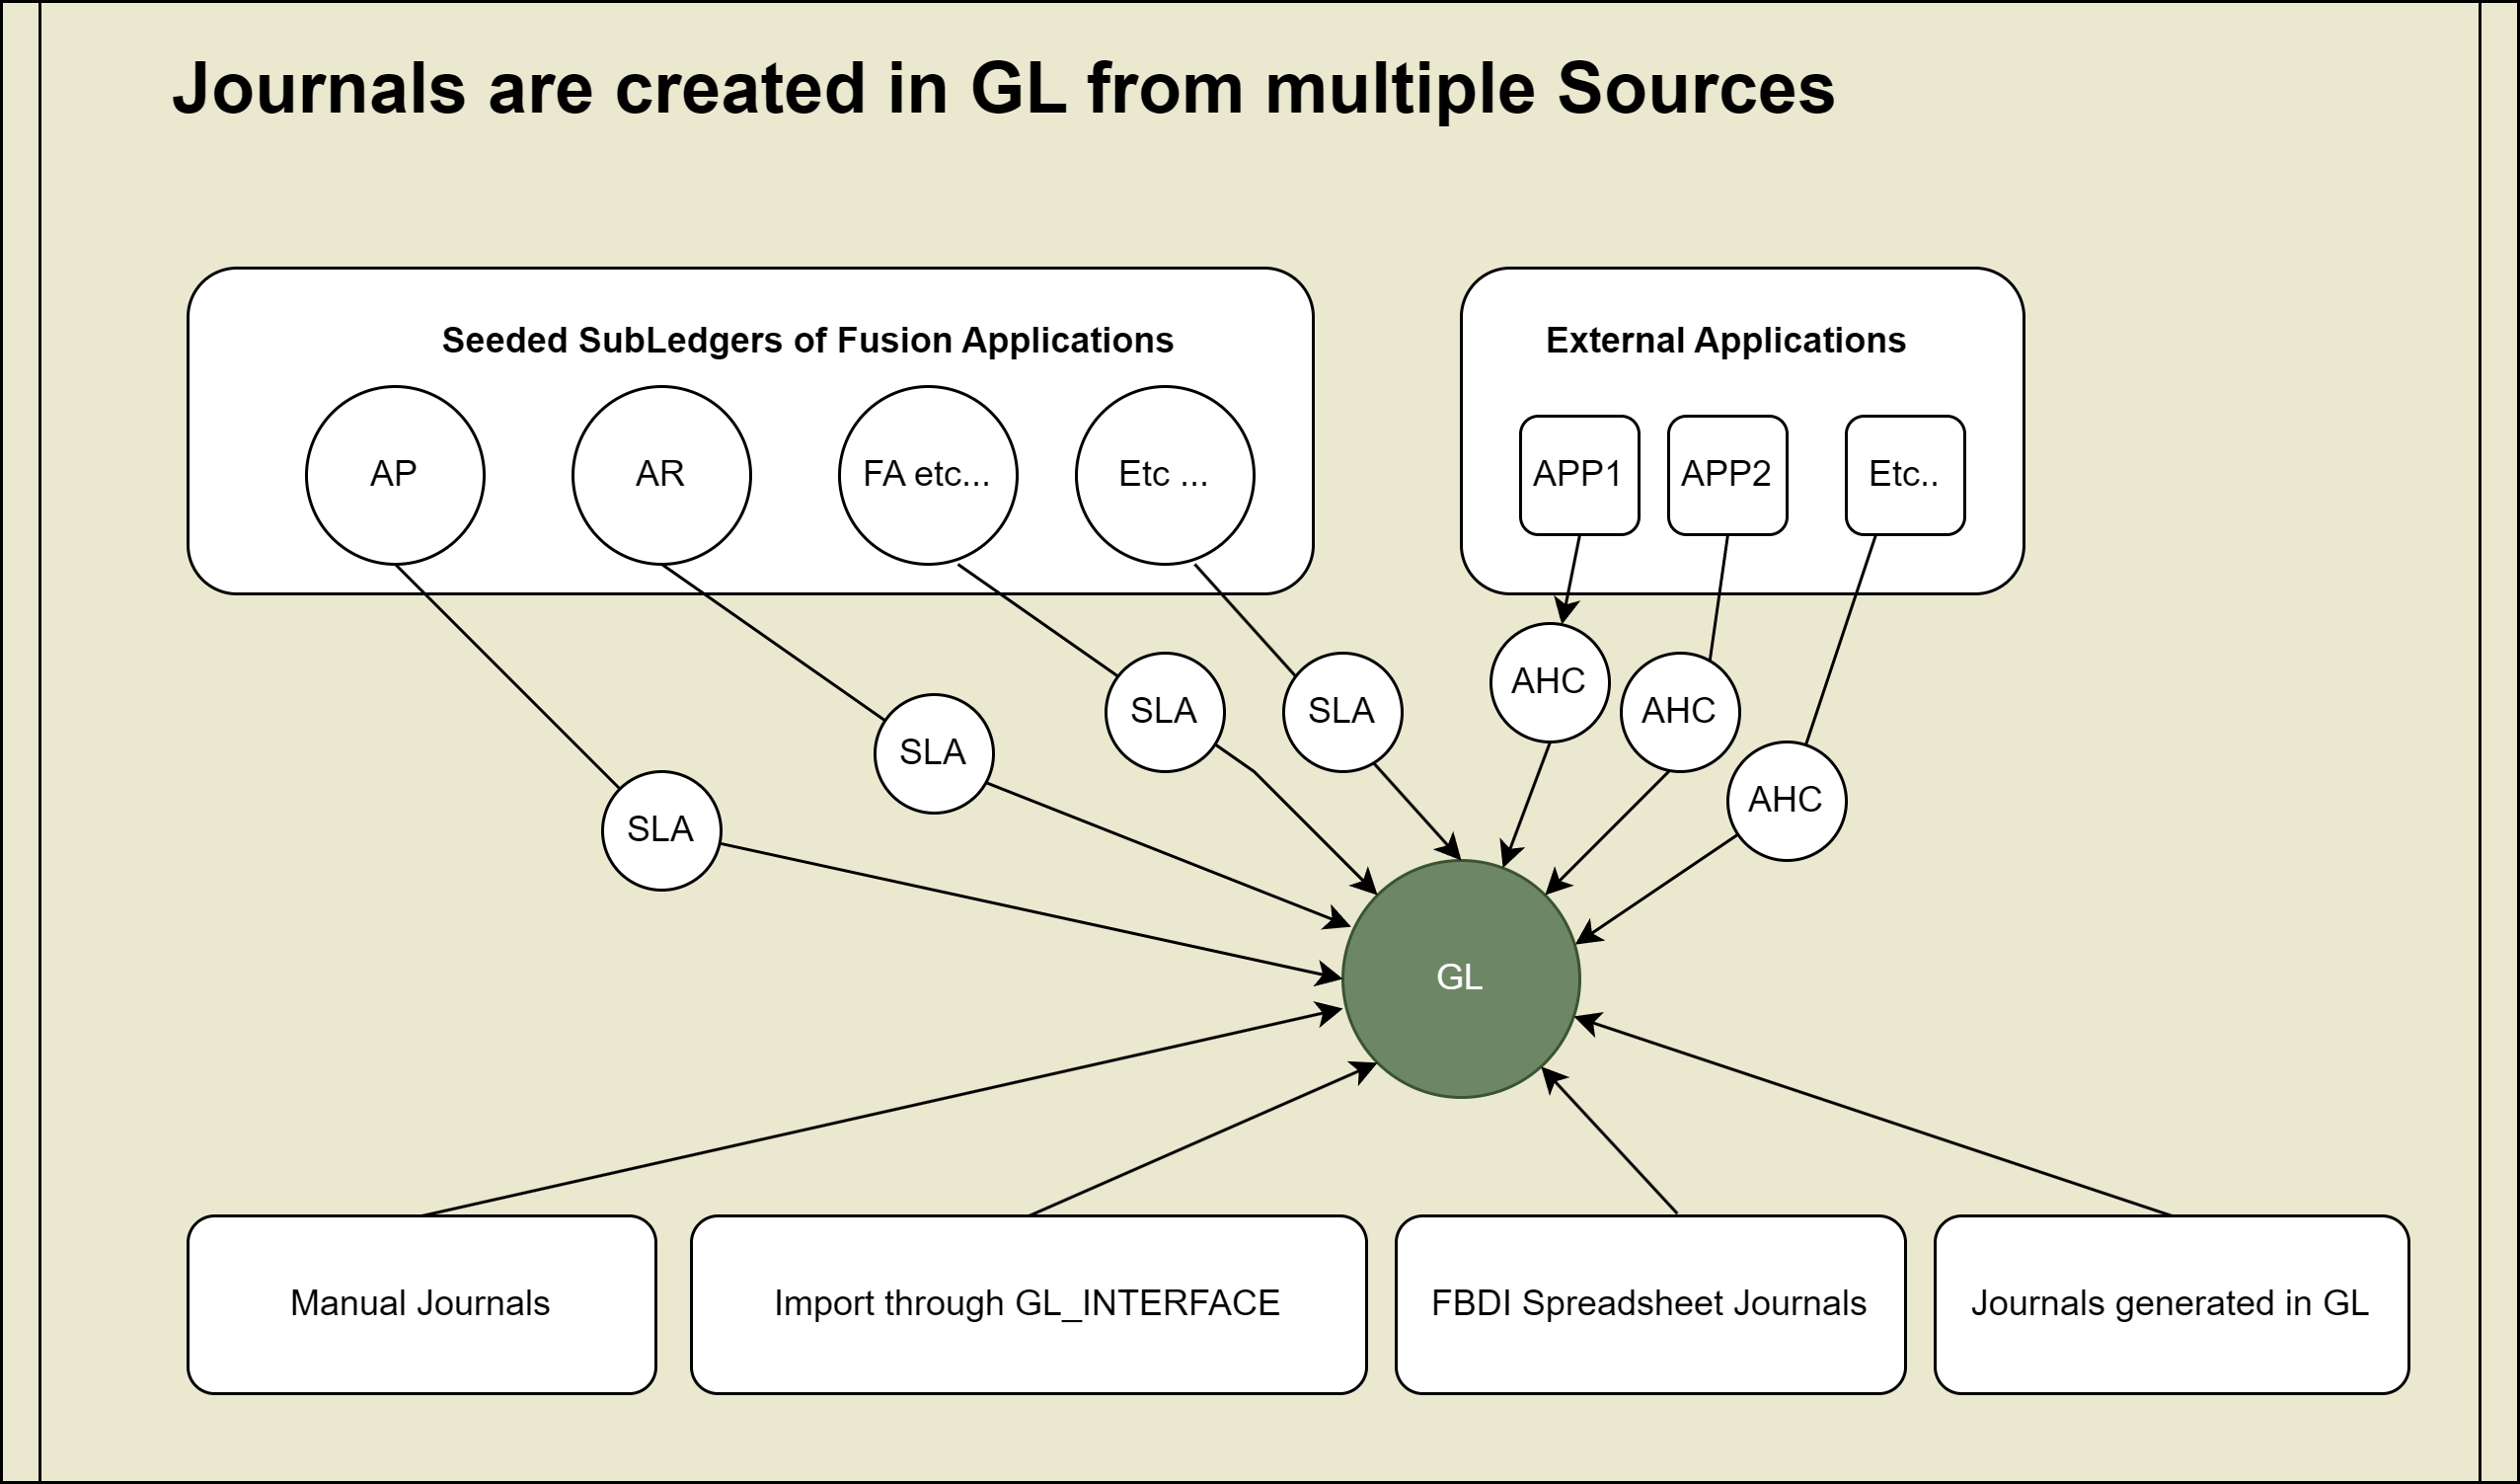 Journals are created in GL from multiple Sources
Seeded SubLedgers of Fusion Applications
AP
AR
FA etc...
Etc ...
External Applications
APP1
APP2
Etc..
SLA
SLA
SLA
SLA
AHC
AHC
AHC
GL
Manual Journals
Import through GL_INTERFACE
FBDI Spreadsheet Journals
Journals generated in GL